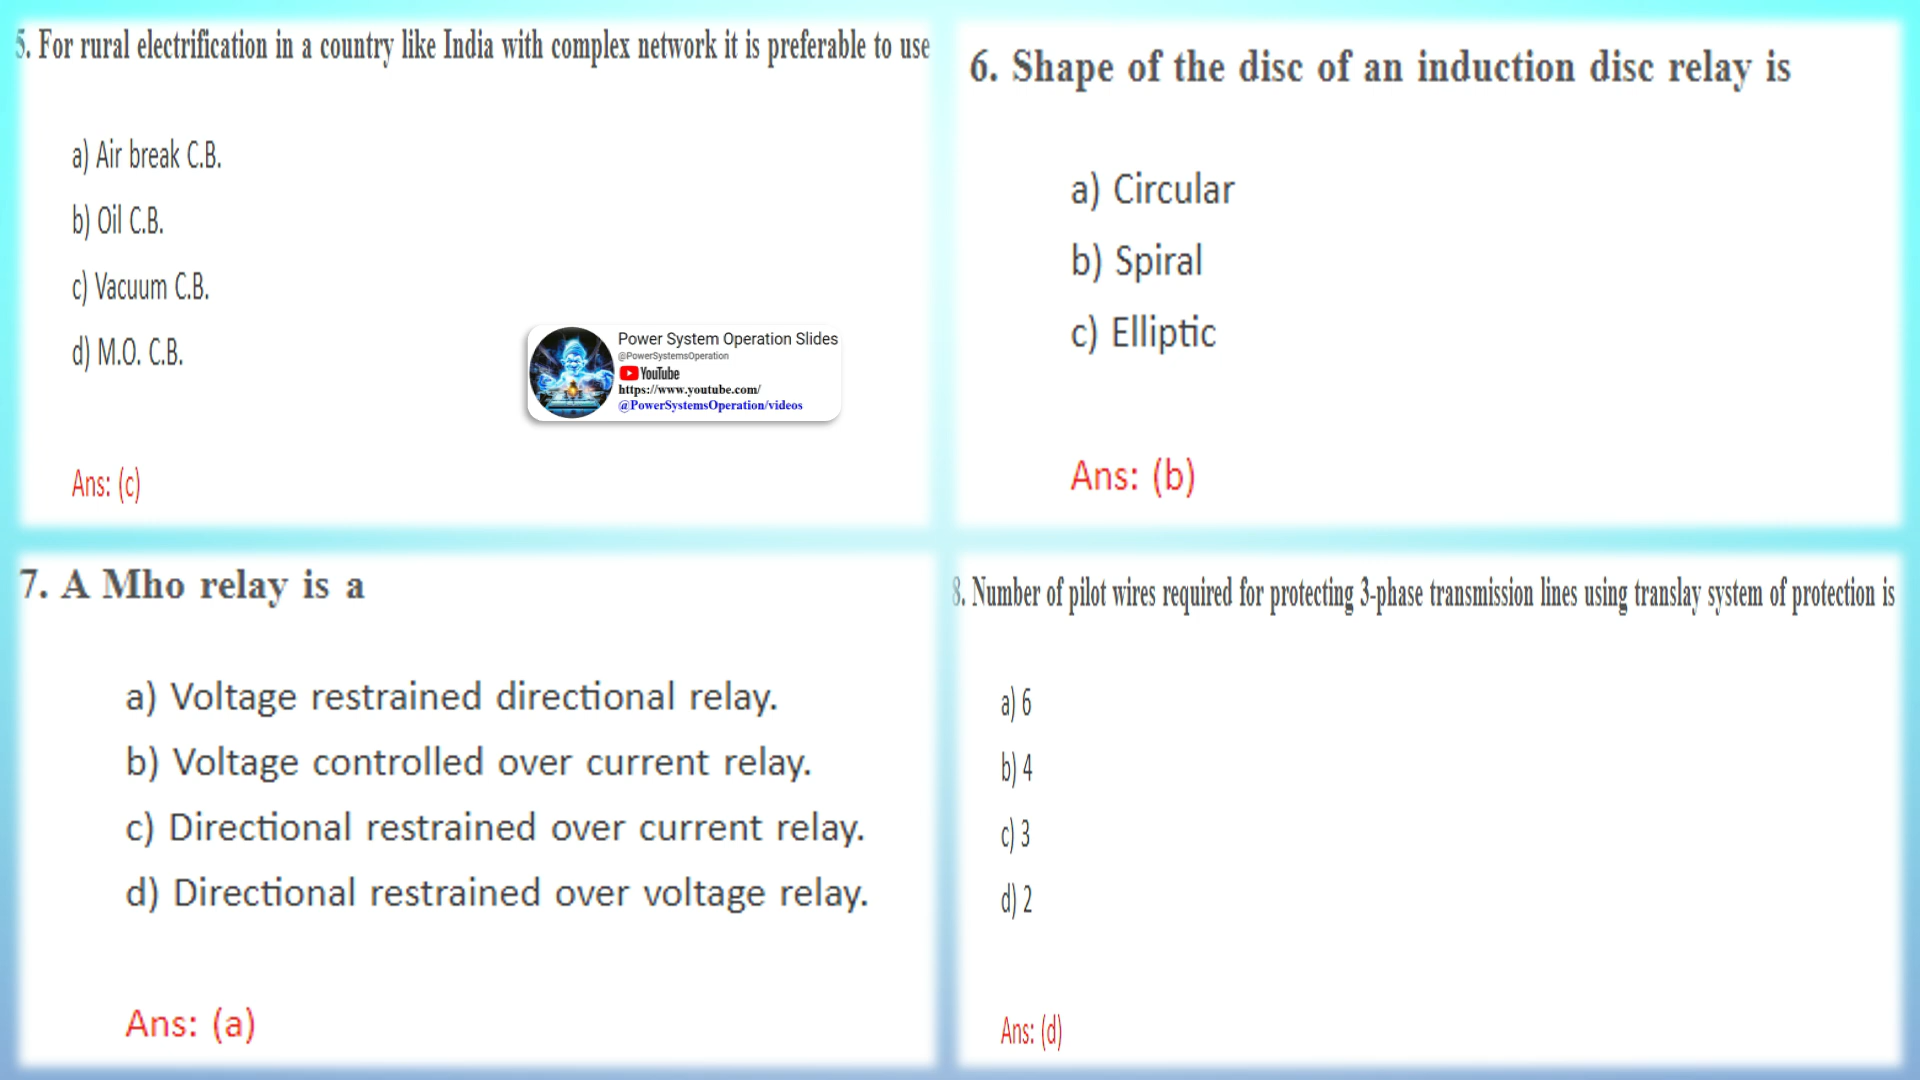 5. For rural electrification in a country like India with complex network it is preferable to use
a) Air break C.B.
b) Oil C.B.
c) Vacuum C.B.
d) M.O. C.B.
Power System Operation Slides
@PowerSystemsOperation
YouTube
https://www.youtube.com/
@PowerSystemsOperation/videos
Ans: (c)
6. Shape of the disc of an induction disc relay is
a) Circular
b) Spiral
c) Elliptic
Ans: (b)
7. A Mho relay is a
a) Voltage restrained directional relay.
b) Voltage controlled over current relay.
c) Directional restrained over current relay.
d) Directional restrained over voltage relay.
Ans: (a)
8. Number of pilot wires required for protecting 3-phase transmission lines using translay system of protection is
a) 6
b) 4
c) 3
d) 2
Ans: (d)